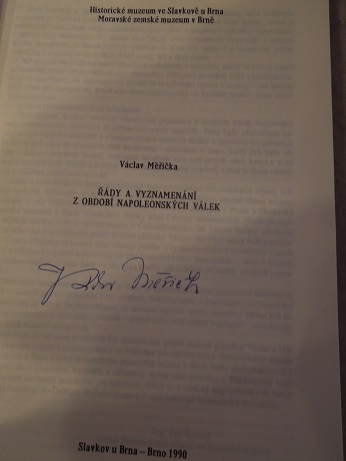 Historické muzeum ve Slavkově u Brna
Moravské zemské muzeum v Brně
Václav Měřička
ŘÁDY A VYZNAMENÁNÍ
Z OBDOBÍ NAPOLEONSKÝCH VÁLEK
Slavkov u Brna – Brno 1990